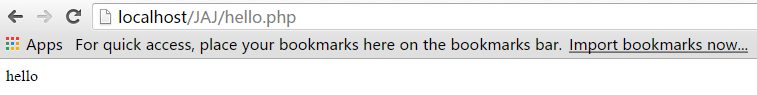 localhost/JAJ/hello.php
Apps For quick access, place your bookmarks here on the bookmarks bar. Import bookmarks now...
hello